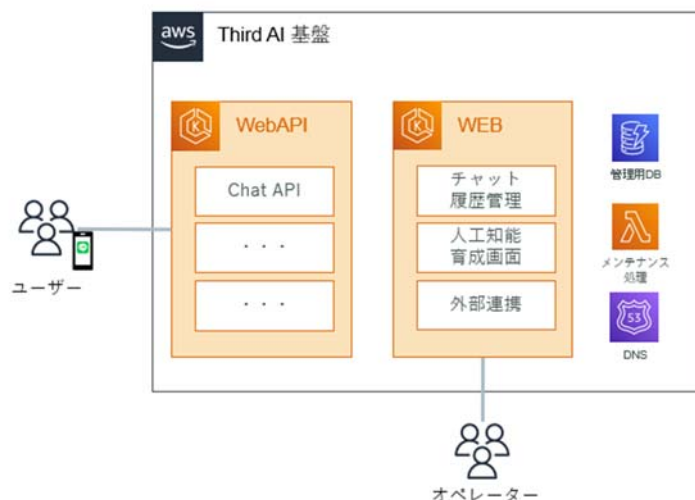 aws
Third AI 基盤
WebAPI
Chat API
・・・
・・・
WEB
チャット
履歴管理
人工知能
育成画面
外部連携
管理用DB
メンテナンス
処理
53
DNS
ユーザー
オペレーター